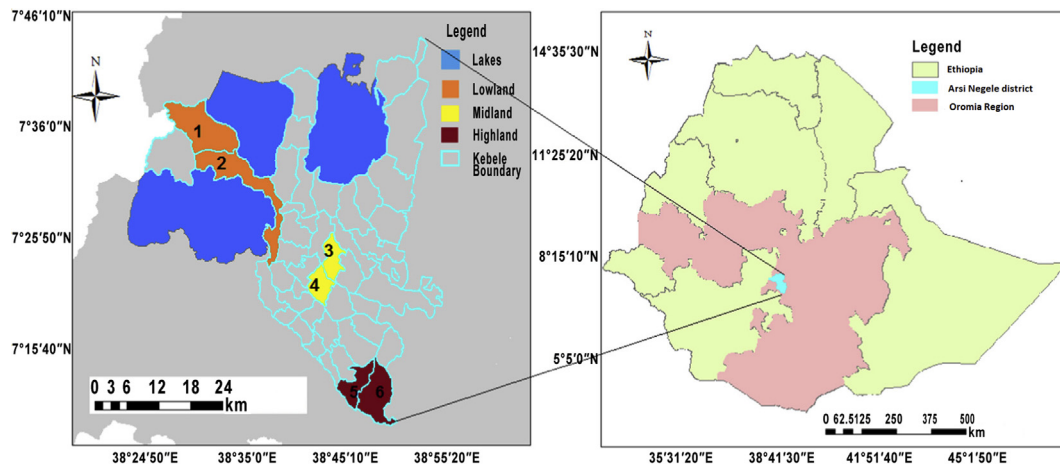 7°46'10"N
7°36'0"N
7°25'50"N
7°15'40"N
N
Legend
Lakes
Lowland
Midland
Highland
Kebele
Boundary
1
2
3
4
5
6
0 3 6 12 18 24
km
38°24'50"E 38°35'0"E 38°45'10"E 38°55'20"E
14°35'30"N
11°25'20"N
8°15'10"N
5°5'0"N
N
Legend
Ethiopia
Arsi Negele district
Oromia Region
0 62.5125 250 375 500
km
35°31'20"E 38°41'30"E 41°51'40"E 45°1'50"E